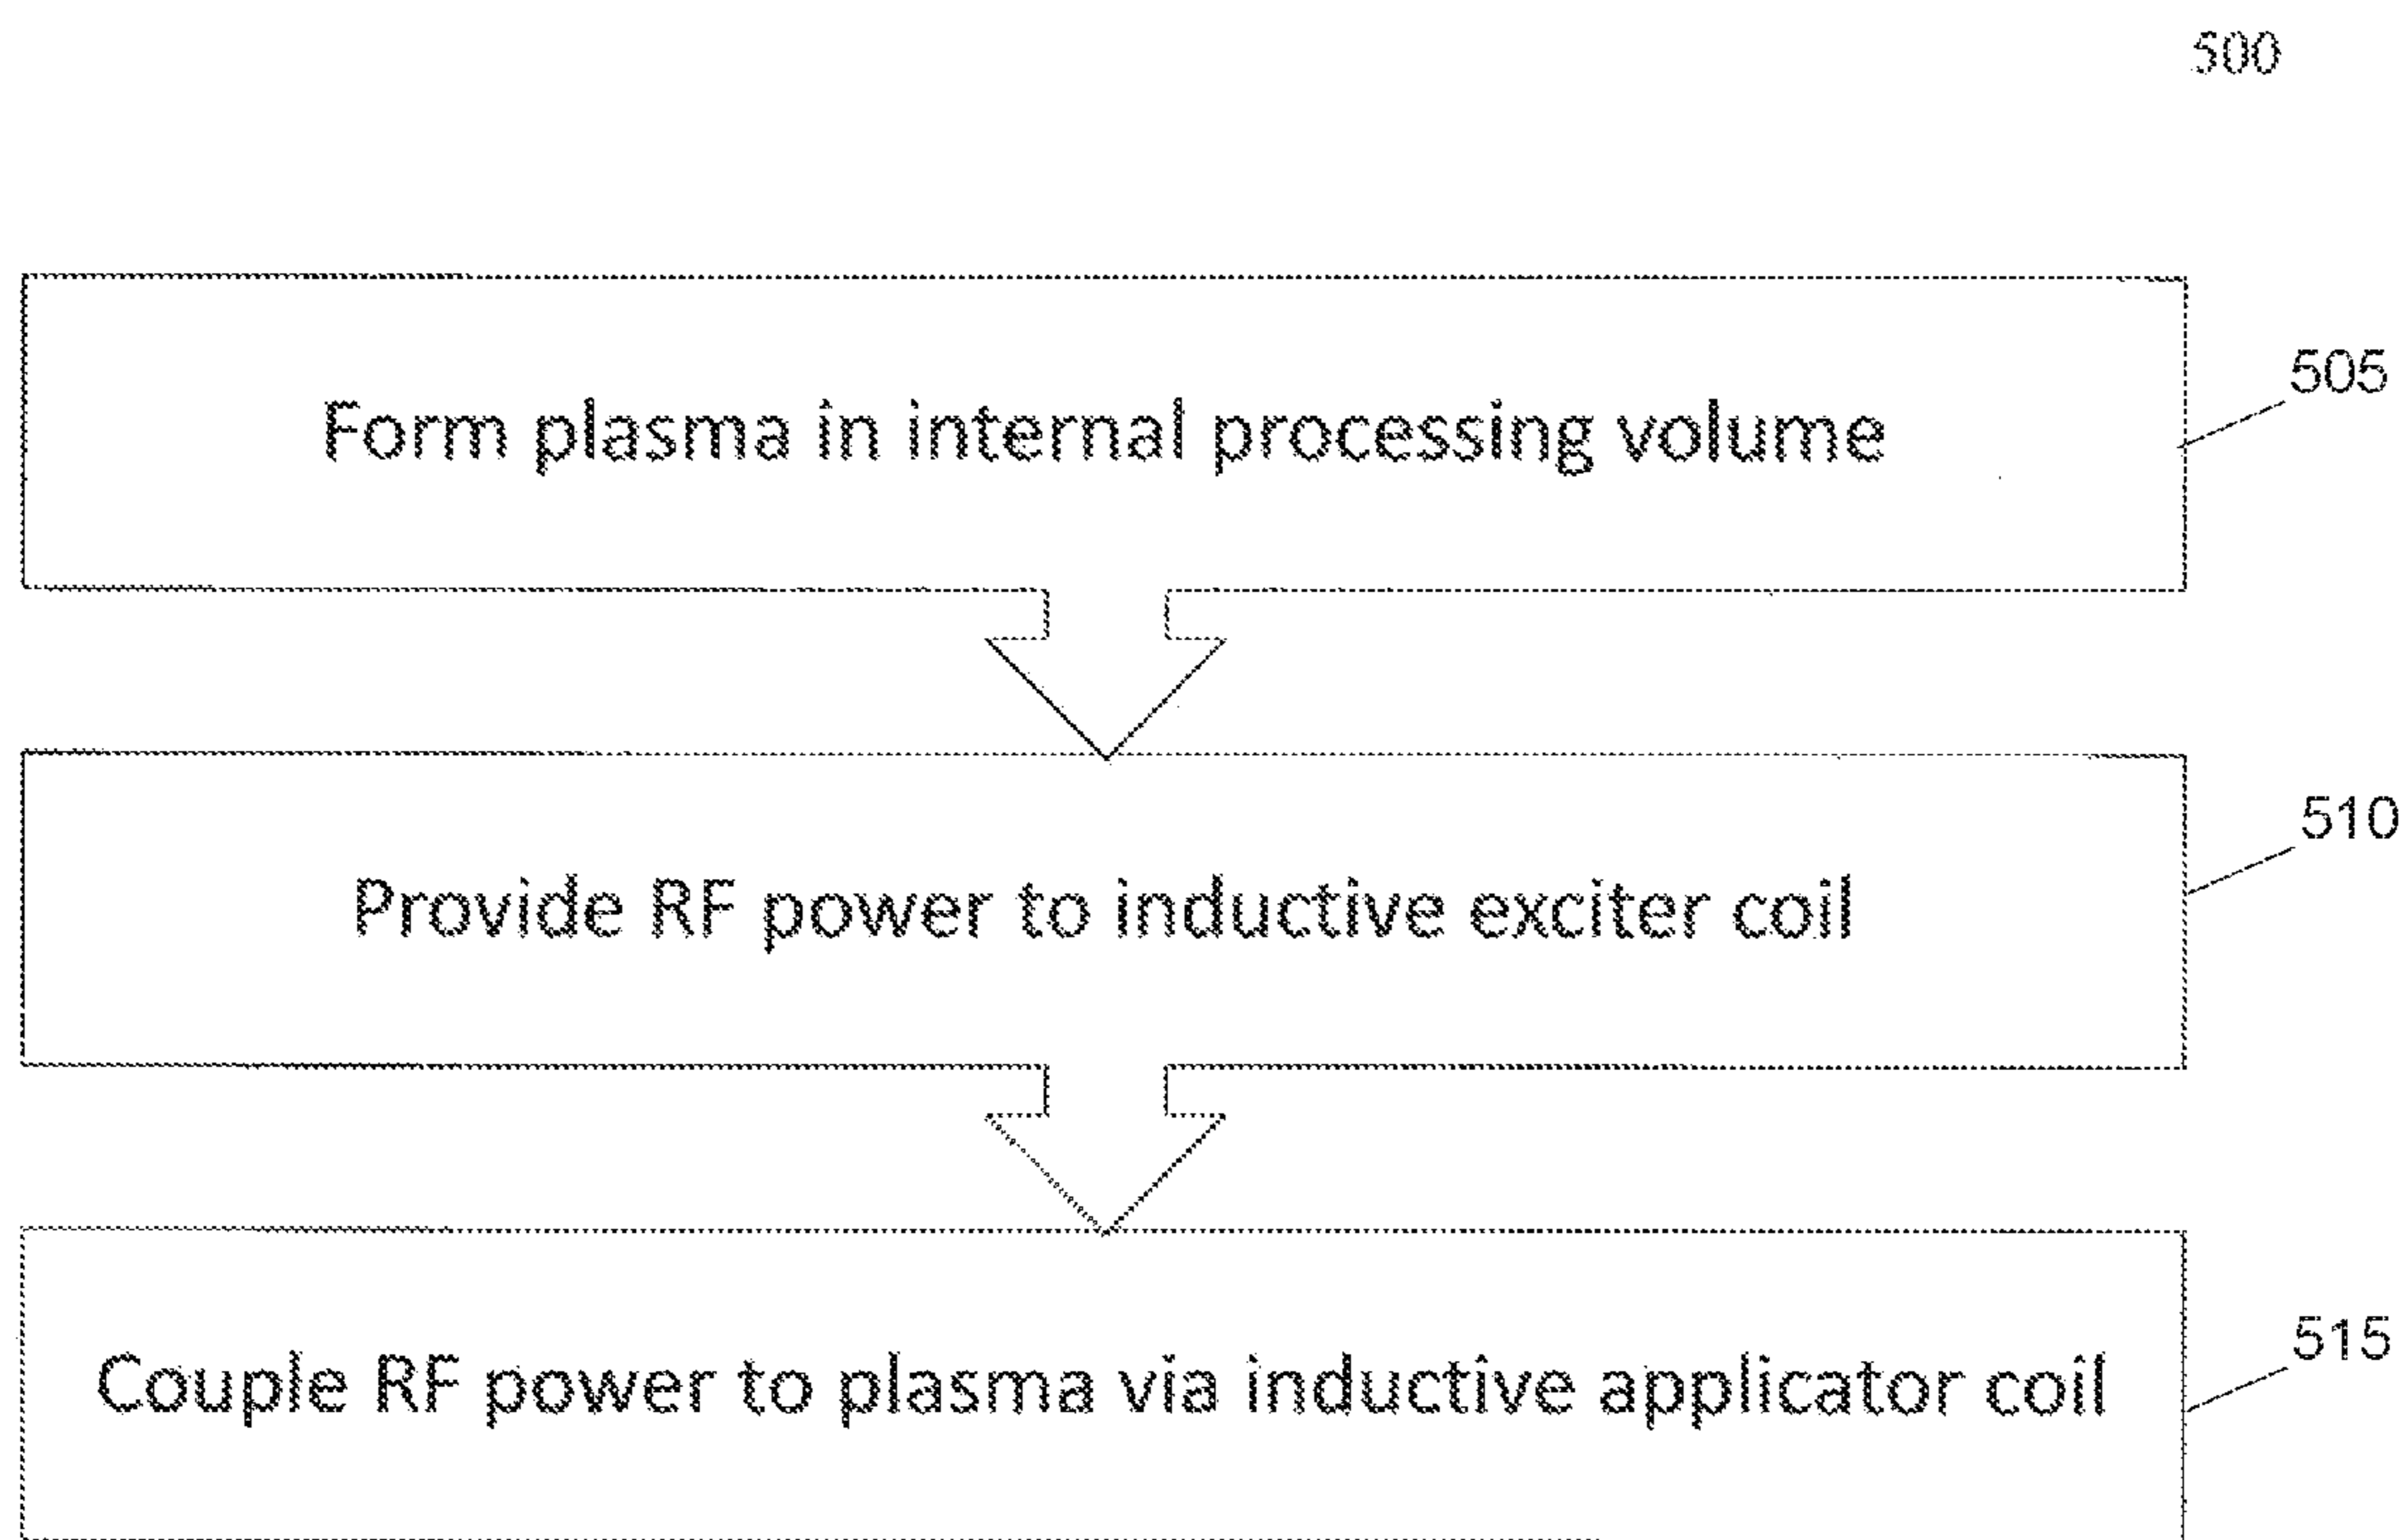 500
Form plasma in internal processing volume
505
Provide RF power to inductive exciter coil
510
Couple RF power to plasma via inductive applicator coil
515